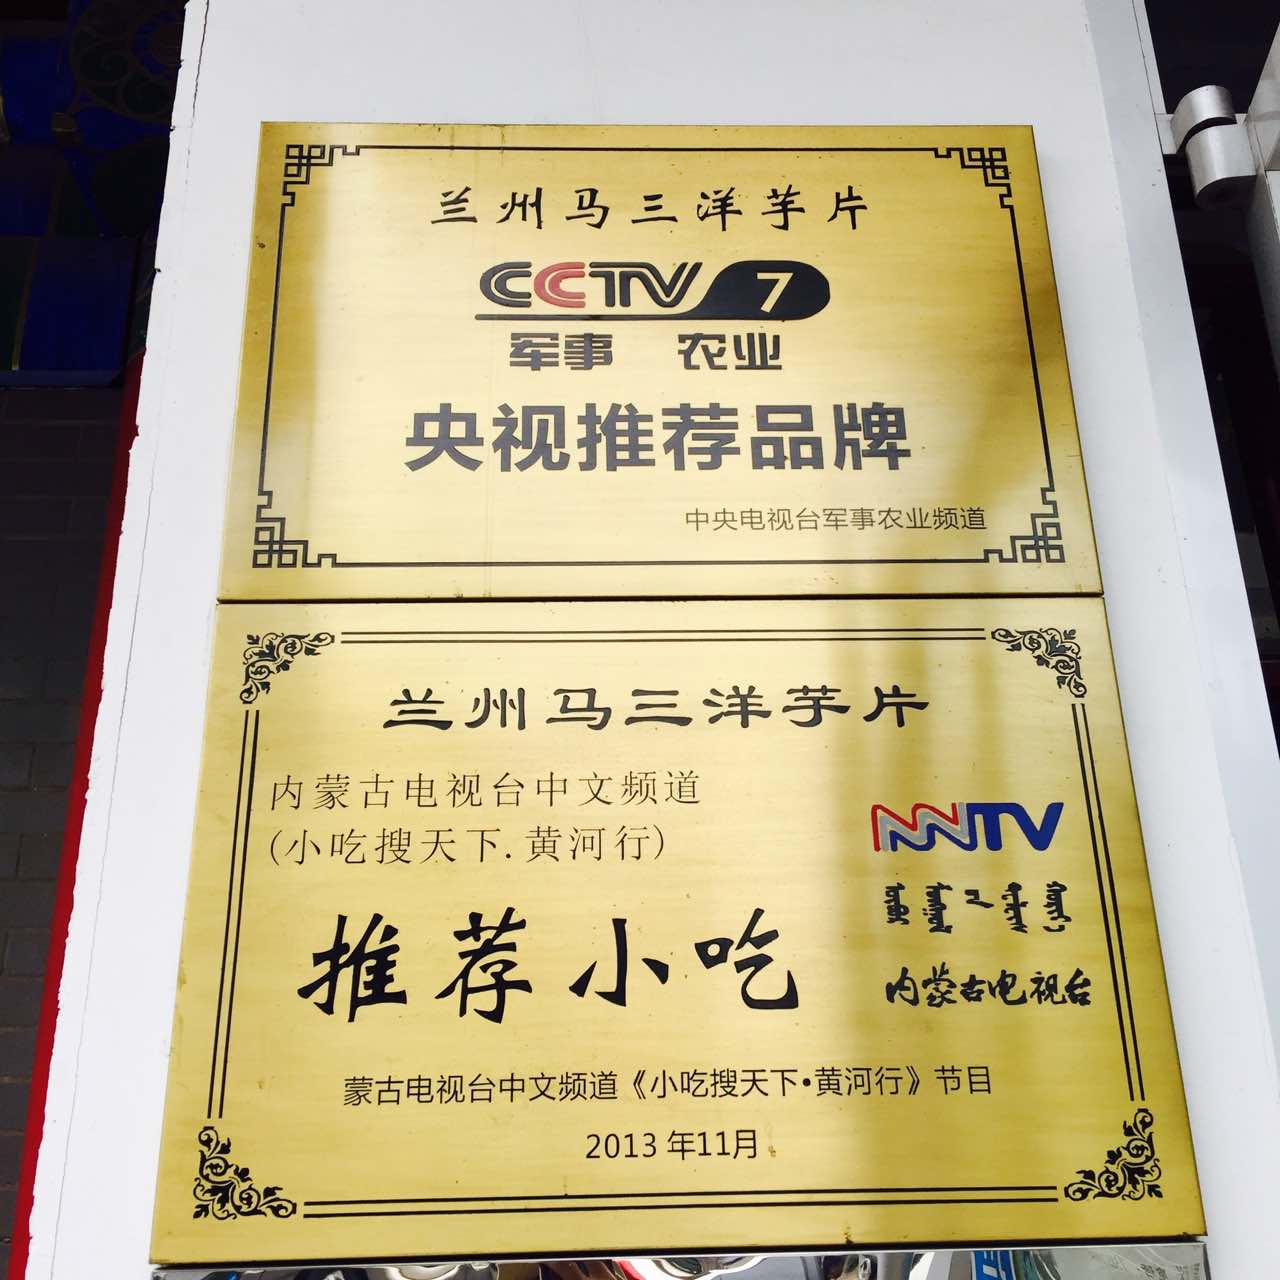 兰州马三洋芋片
CCTV 7
军事 农业
央视推荐品牌
中央电视台军事农业频道
兰州马三洋芋片
内蒙古电视台中文频道
(小吃搜天下.黄河行)
推荐小吃
NMTV
内蒙古电视台
蒙古电视台中文频道《小吃搜天下•黄河行》节目
2013年11月